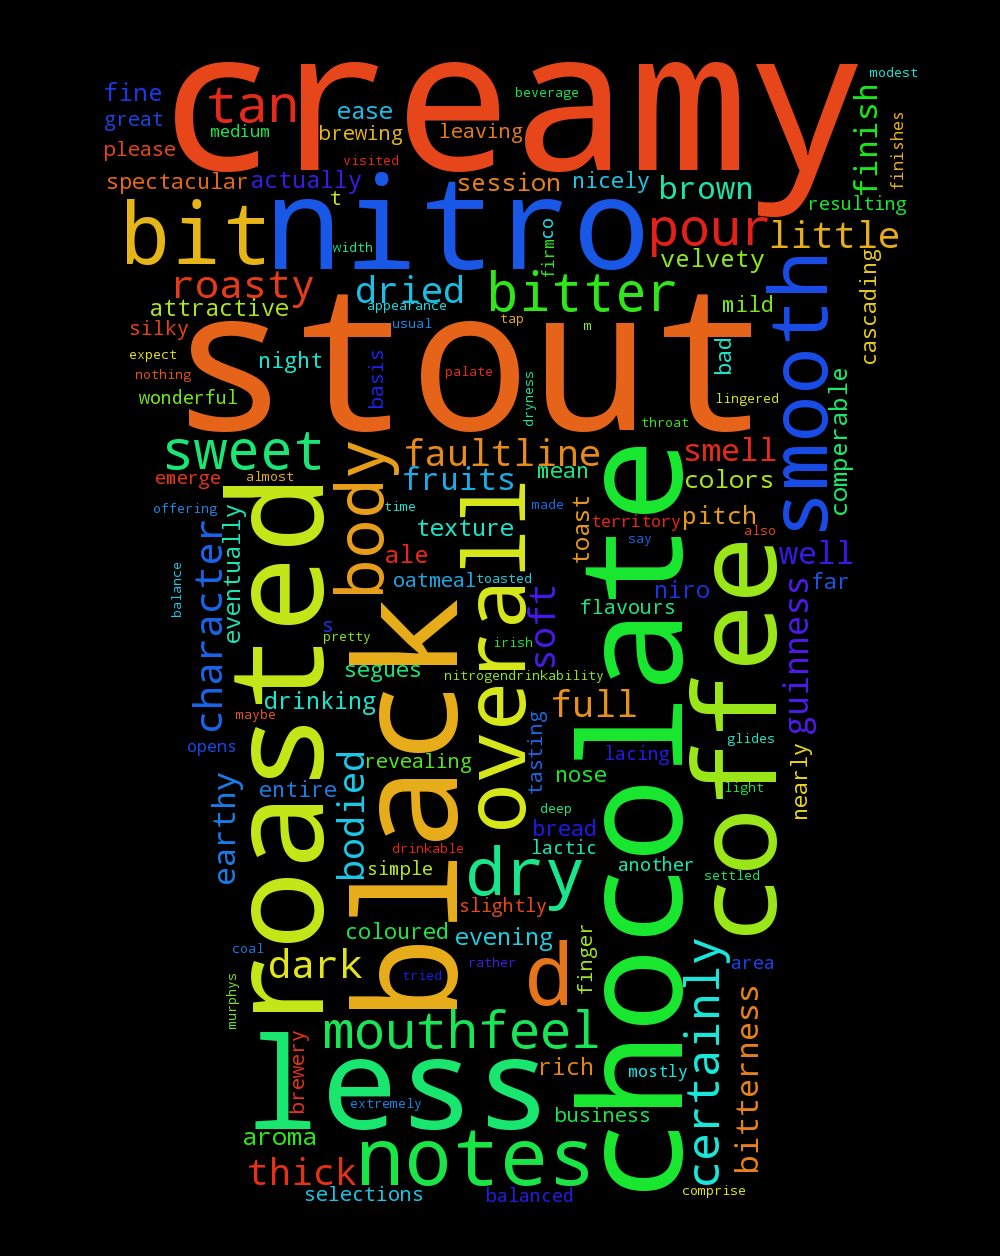 modest
creamy
fine
tan
ease
beverage
great
medium
brewing
leaving
finish
finishes
please
visited
spectacular
actually
session
nicely
brown
resulting
bit
nitro
t
width
firm
co
pour
little
velvety
roasty
dried
bitter
mild
smooth
cascading
attractive
appearance
silky
usual
tap
m
stout
expect
night
basis
palate
dryness
bad
comperable
nothing
wonderful
lingered
throat
sweet
body
faultline
smell
emerge
almost
fruits
mean
colors
offering
time
made
character
eventually
roasted
texture
overall
toast
territory
pitch
also
chocolate
coffee
say
ale
well
balance
oatmeal
toasted
soft
niro
far
guinness
flavours
s
pretty
black
irish
segues
nitrogendrinkability
drinking
full
maybe
tasting
opens
glides
lacing
nearly
bodied
revealing
nose
light
earthy
entire
deep
bread
drinkable
lactic
simple
dry
another
settled
slightly
coloured
evening
finger
certainly
coal
dark
tried
rather
d
area
murphys
bitterness
mouthfeel
brewery
less
rich
mostly
extremely
business
aroma
notes
thick
selections
balanced
comprise